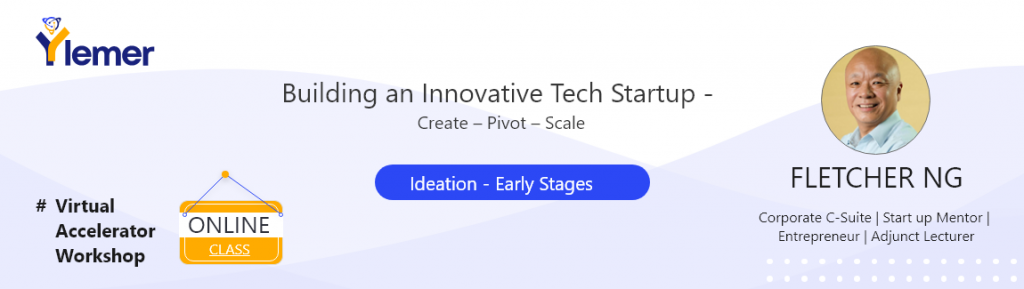 Ylemer
Building an Innovative Tech Startup -
Create – Pivot – Scale
Ideation - Early Stages
# Virtual
Accelerator
Workshop
ONLINE
CLASS
FLETCHER NG
Corporate C-Suite | Start up Mentor |
Entrepreneur | Adjunct Lecturer